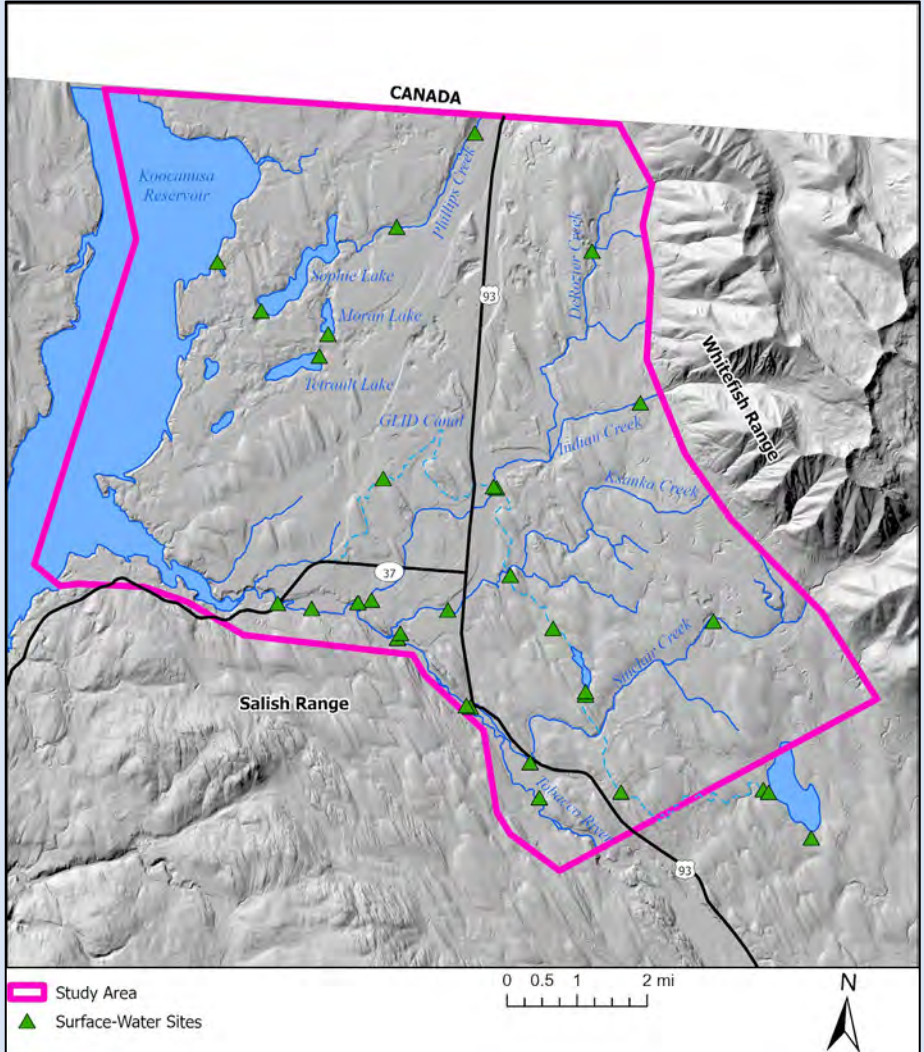 CANADA
Koocanusa
Reservoir
Phillips Creek
DeRozier Creek
Sophie Lake
93
Moran Lake
Tetrault Lake
Whitefish Range
GLID Canal
Indian Creek
Ksanka Creek
37
Sinclair Creek
Salish Range
Tobacco River
93
Study Area
Surface-Water Sites
0 0.5 1 2 mi
N